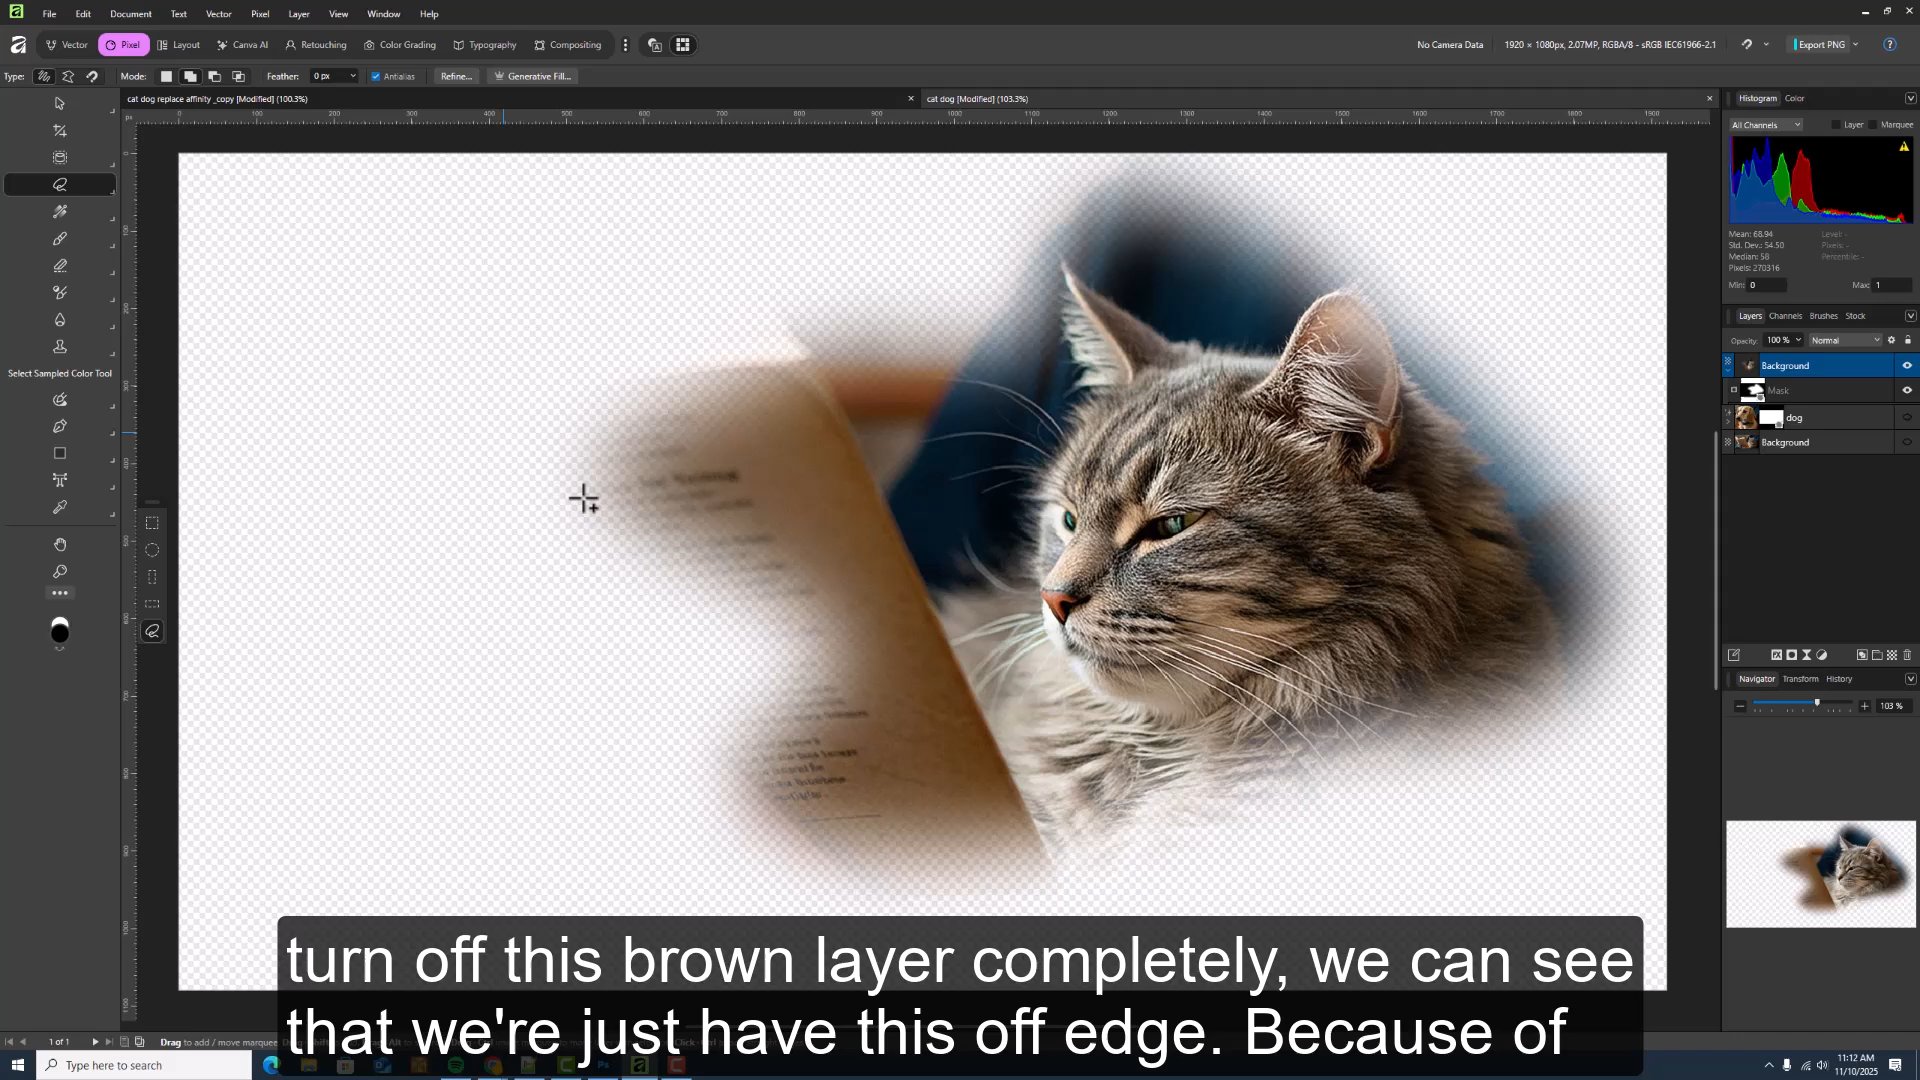 File Edit Document Text Vector Pixel Layer View Window Help
Vector Pixel Layout Canva AI Retouching Color Grading Typography Compositing No Camera Data 1920 × 1080px, 2.07MP, RGBA/8 - sRGB IEC61966-2.1 Export PNG
Type: Mode: Feather: 0 px Antialias Refine... Generative Fill...
cat dog replace affinity _copy [Modified] (100.3%) cat dog [Modified] (103.3%)
Histogram Color
All Channels Layer Marquee
Mean: 68.94 Level: -
Std. Dev.: 54.50 Pixels: -
Median: 58 Percentile: -
Pixels: 270316
Min: 0 Max: 1
Layers Channels Brushes Stock
Opacity: 100 % Normal
Background
Mask
dog
Background
Select Sampled Color Tool
Navigator Transform History
103 %
turn off this brown layer completely, we can see
that we're just have this off edge. Because of
1 of 1 Drag to add / move marquee
Type here to search
11:12 AM
11/10/2025